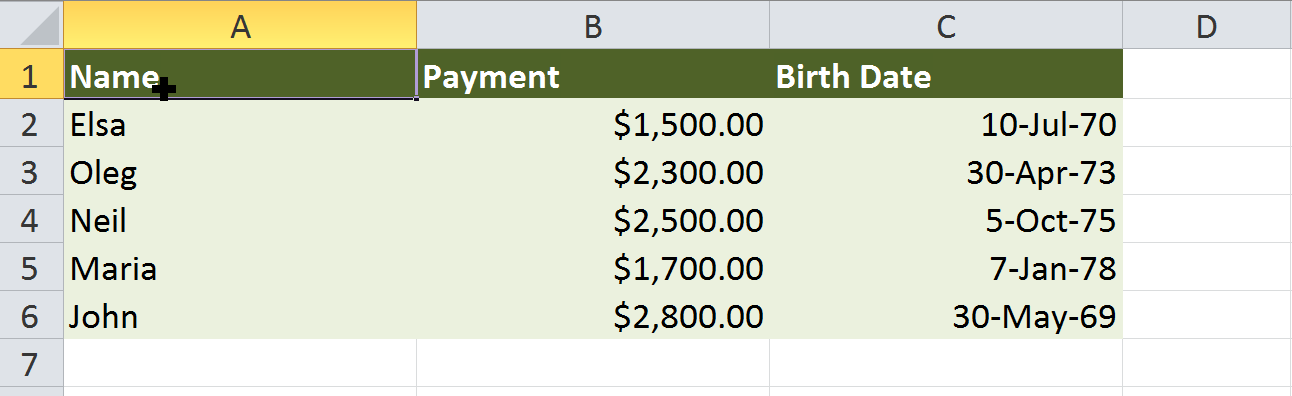 A B C D
1 Name Payment Birth Date
2 Elsa $1,500.00 10-Jul-70
3 Oleg $2,300.00 30-Apr-73
4 Neil $2,500.00 5-Oct-75
5 Maria $1,700.00 7-Jan-78
6 John $2,800.00 30-May-69
7